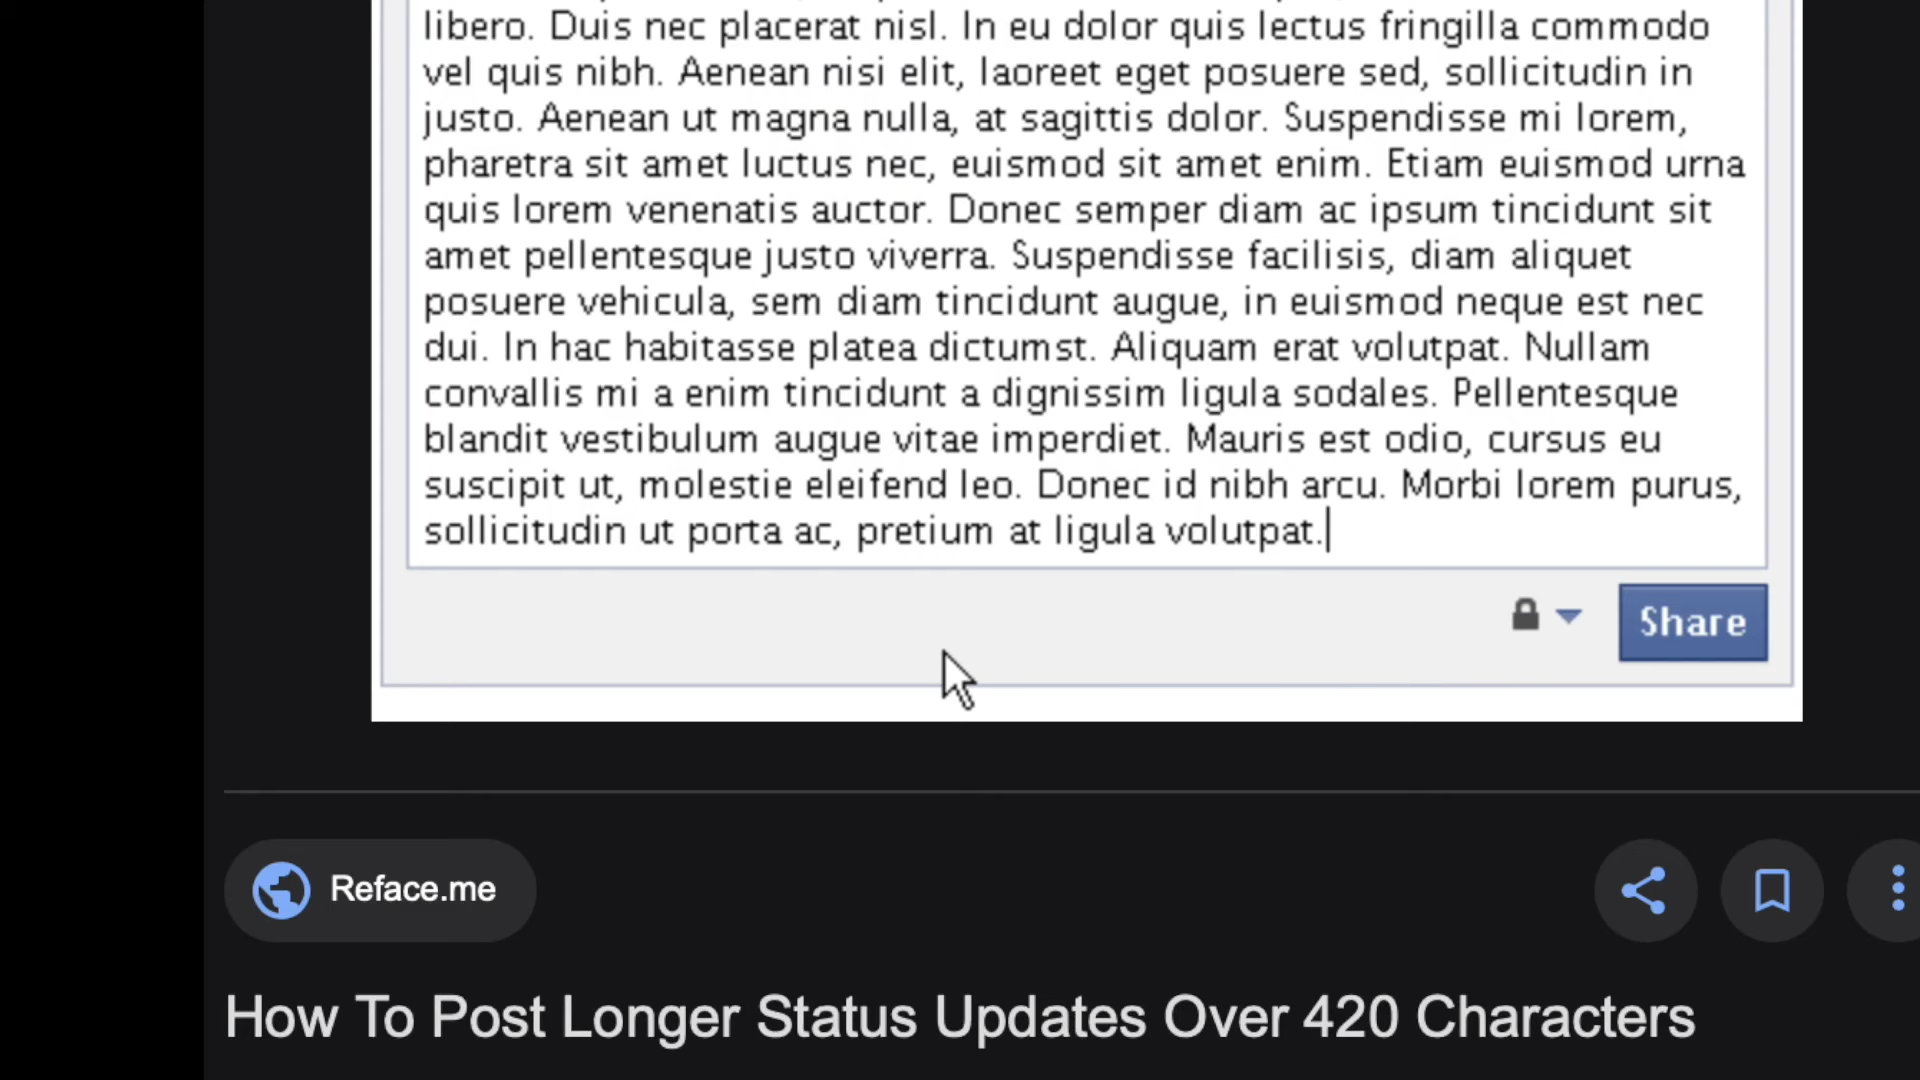 libero. Duis nec placerat nisl. In eu dolor quis lectus fringilla commodo
vel quis nibh. Aenean nisi elit, laoreet eget posuere sed, sollicitudin in
justo. Aenean ut magna nulla, at sagittis dolor. Suspendisse mi lorem,
pharetra sit amet luctus nec, euismod sit amet enim. Etiam euismod urna
quis lorem venenatis auctor. Donec semper diam ac ipsum tincidunt sit
amet pellentesque justo viverra. Suspendisse facilisis, diam aliquet
posuere vehicula, sem diam tincidunt augue, in euismod neque est nec
dui. In hac habitasse platea dictumst. Aliquam erat volutpat. Nullam
convallis mi a enim tincidunt a dignissim ligula sodales. Pellentesque
blandit vestibulum augue vitae imperdiet. Mauris est odio, cursus eu
suscipit ut, molestie eleifend leo. Donec id nibh arcu. Morbi lorem purus,
sollicitudin ut porta ac, pretium at ligula volutpat.
Share
Reface.me
How To Post Longer Status Updates Over 420 Characters